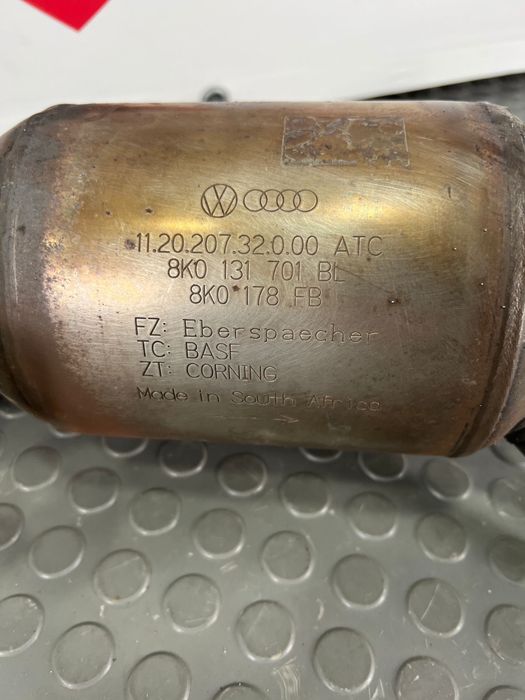 11.20.207.32.0.00 ATC
8K0 131 701 BL
8K0 178 FB
FZ: Eberspaecher
TC: BASF
ZT: CORNING
Made in South Africa